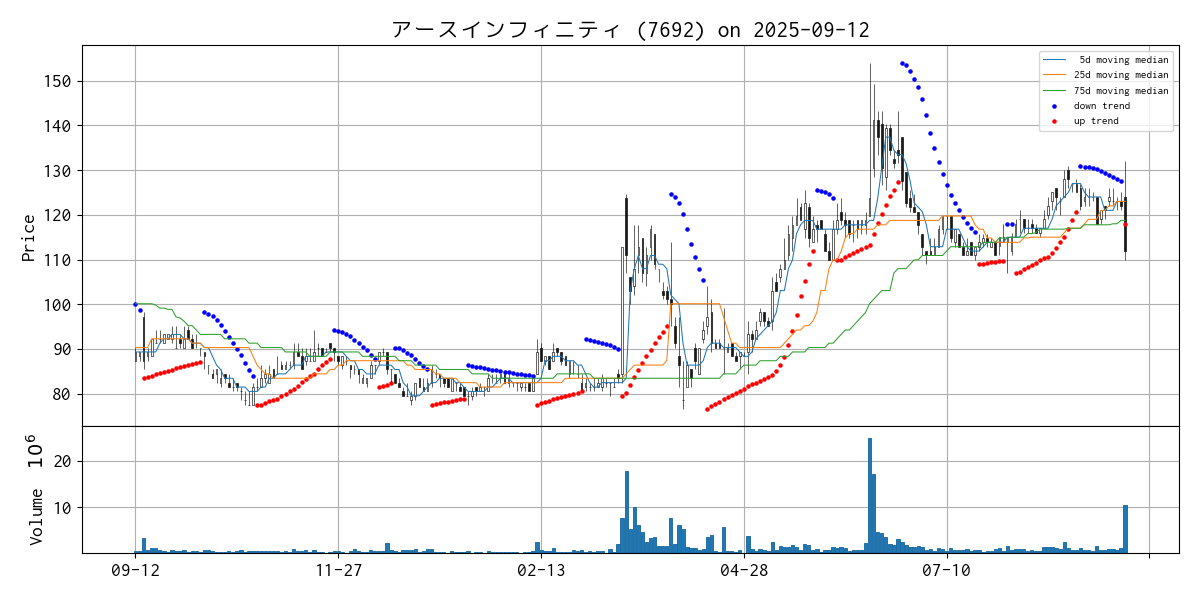 アースインフィニティ (7692) on 2025-09-12
5d moving median
25d moving median
75d moving median
down trend
up trend
Price
150
140
130
120
110
100
90
80
Volume 10^6
20
10
09-12
11-27
02-13
04-28
07-10